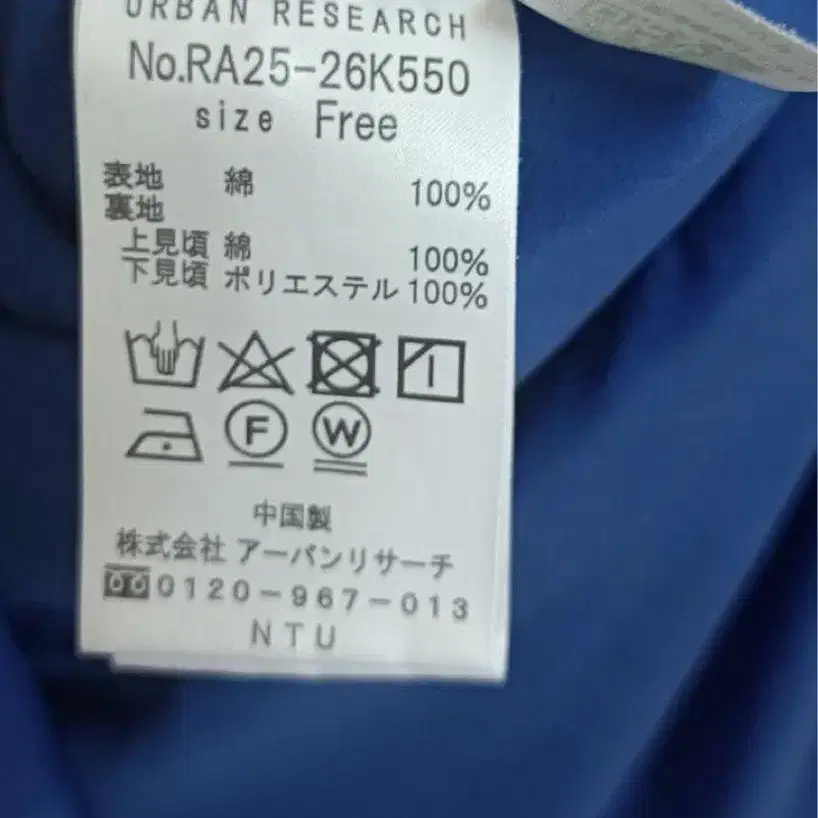 URBAN RESEARCH
No.RA25-26K550
size Free
表地 綿 100%
裏地
上見頃 綿 100%
下見頃 ポリエステル 100%
F W
中国製
株式会社 アーバンリサーチ
0120-967-013
NTU